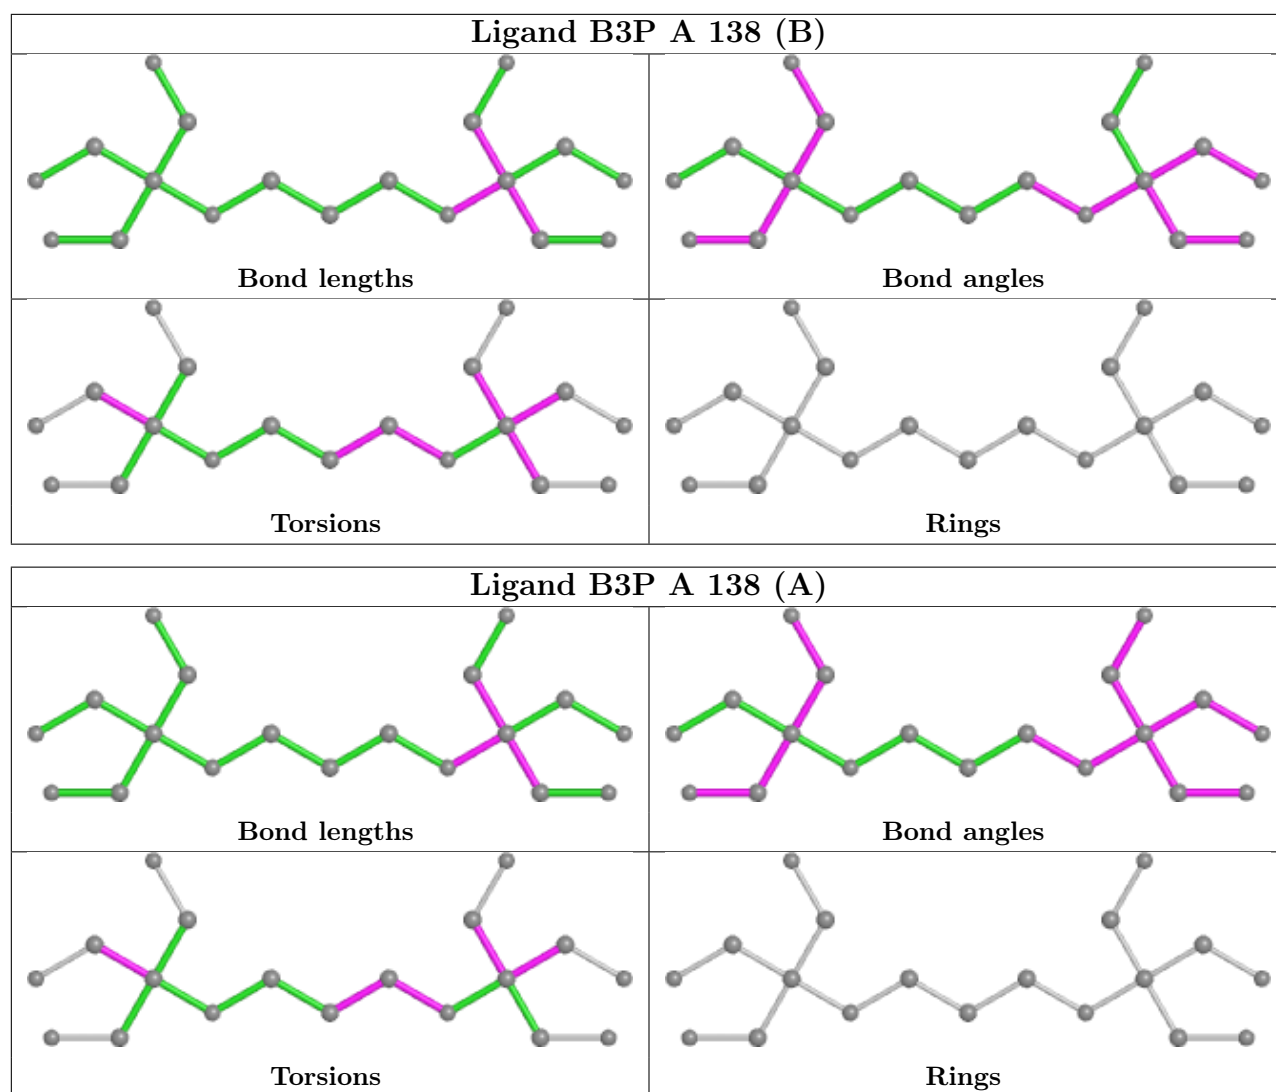 Ligand B3P A 138 (B)
Bond lengths
Bond angles
Torsions
Rings
Ligand B3P A 138 (A)
Bond lengths
Bond angles
Torsions
Rings